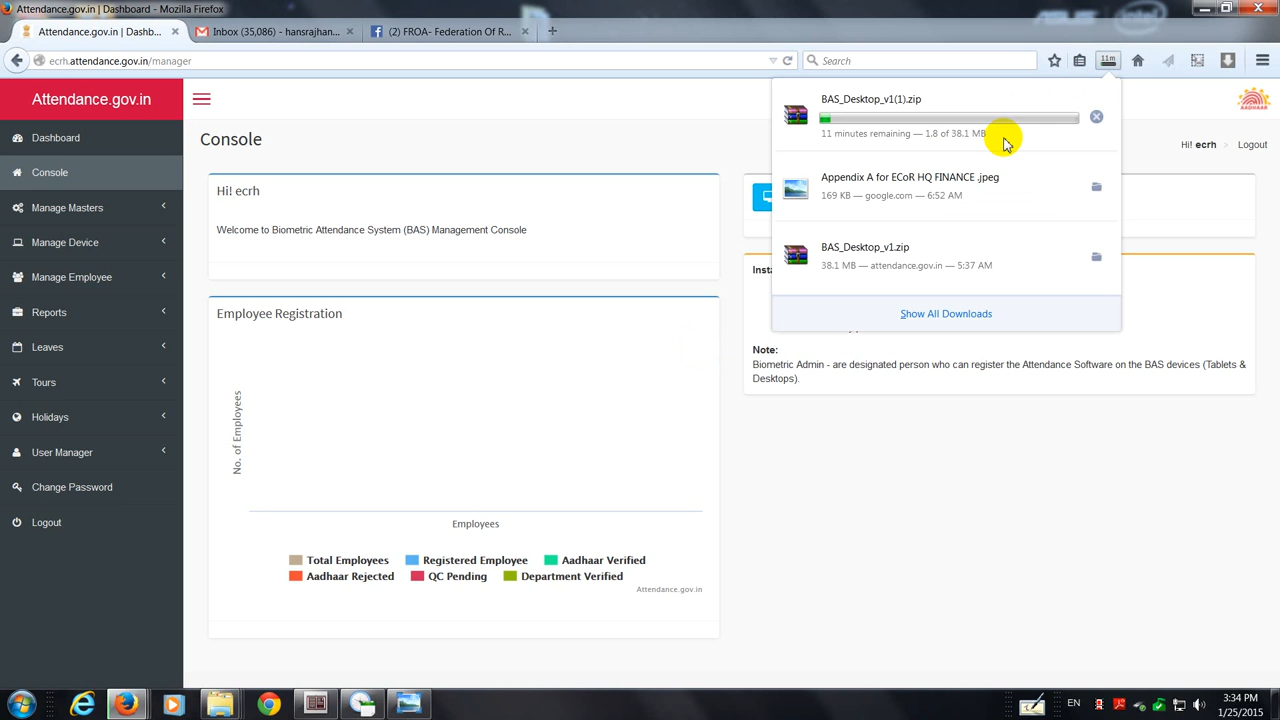 Attendance.gov.in | Dashboard - Mozilla Firefox
Attendance.gov.in | Dashb...
Inbox (35,086) - hansrajhan...
(2) FROA- Federation Of R...
ecrh.attendance.gov.in/manager
Search
11m
Attendance.gov.in
AADHAAR
Dashboard
Console
Manage Masters
Manage Device
Manage Employee
Reports
Leaves
Tours
Holidays
User Manager
Change Password
Logout
Console
Hi! ecrh > Logout
Hi! ecrh
Welcome to Biometric Attendance System (BAS) Management Console
Employee Registration
No. of Employees
Employees
Total Employees
Registered Employee
Aadhaar Verified
Aadhaar Rejected
QC Pending
Department Verified
Attendance.gov.in
BAS_Desktop_v1(1).zip
11 minutes remaining — 1.8 of 38.1 MB
Appendix A for ECoR HQ FINANCE .jpeg
169 KB — google.com — 6:52 AM
BAS_Desktop_v1.zip
38.1 MB — attendance.gov.in — 5:37 AM
Show All Downloads
Note:
Biometric Admin - are designated person who can register the Attendance Software on the BAS devices (Tablets &
Desktops).
EN
3:34 PM
1/25/2015